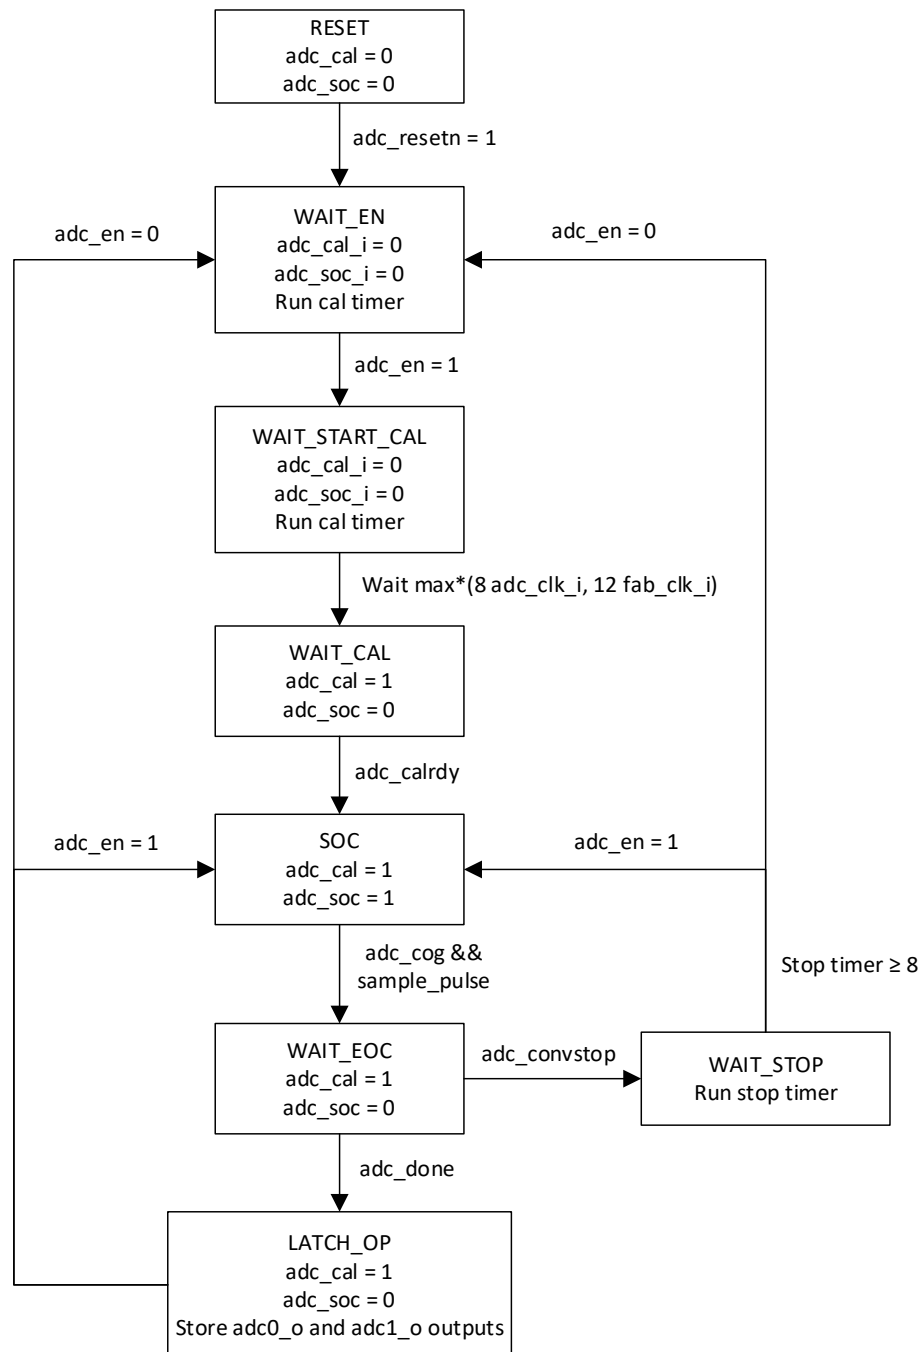 RESET
adc_cal = 0
adc_soc = 0
adc_resetn = 1
WAIT_EN
adc_cal_i = 0
adc_soc_i = 0
Run cal timer
adc_en = 0
adc_en = 0
adc_en = 1
WAIT_START_CAL
adc_cal_i = 0
adc_soc_i = 0
Run cal timer
Wait max*(8 adc_clk_i, 12 fab_clk_i)
WAIT_CAL
adc_cal = 1
adc_soc = 0
adc_calrdy
adc_en = 1
SOC
adc_cal = 1
adc_soc = 1
adc_en = 1
adc_cog &&
sample_pulse
Stop timer ≥ 8
WAIT_EOC
adc_cal = 1
adc_soc = 0
adc_convstop
WAIT_STOP
Run stop timer
adc_done
LATCH_OP
adc_cal = 1
adc_soc = 0
Store adc0_o and adc1_o outputs